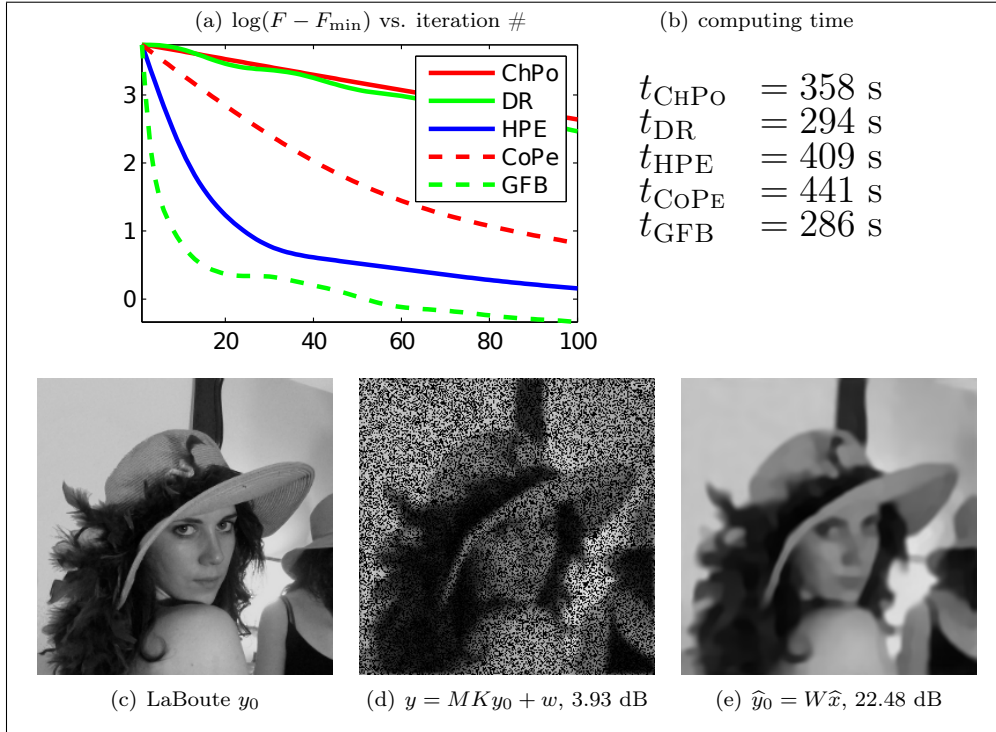 (a) log(F − F_min) vs. iteration #
(b) computing time
3
2
1
0
20 40 60 80 100
ChPo
DR
HPE
CoPe
GFB
t_ChPo = 358 s
t_DR = 294 s
t_HPE = 409 s
t_CoPe = 441 s
t_GFB = 286 s
(c) LaBoute y_0
(d) y = MKy_0 + w, 3.93 dB
(e) ŷ_0 = Wx̂, 22.48 dB